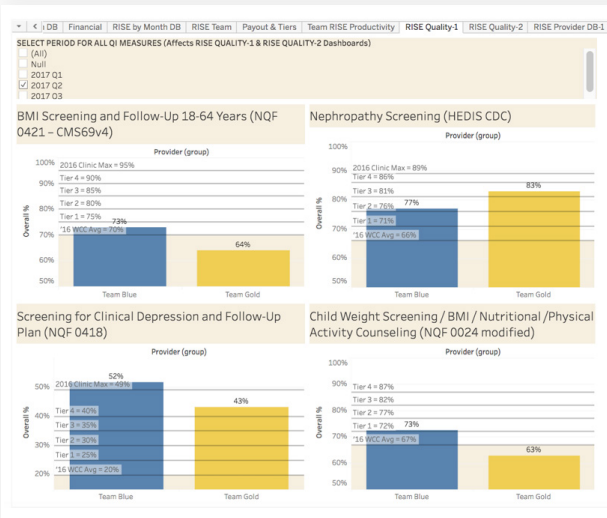 DB
Financial
RISE by Month DB
RISE Team
Payout & Tiers
Team RISE Productivity
RISE Quality-1
RISE Quality-2
RISE Provider DB-1
SELECT PERIOD FOR ALL QI MEASURES (Affects RISE QUALITY-1 & RISE QUALITY-2 Dashboards)
(All)
Null
2017 Q1
2017 Q2
2017 Q3
BMI Screening and Follow-Up 18-64 Years (NQF
0421 – CMS69v4)
Provider (group)
Overall %
100%
90%
80%
70%
60%
50%
2016 Clinic Max = 95%
Tier 4 = 90%
Tier 3 = 85%
Tier 2 = 80%
Tier 1 = 75%
73%
'16 WCC Avg = 70%
64%
Team Blue
Team Gold
Nephropathy Screening (HEDIS CDC)
Provider (group)
Overall %
100%
90%
80%
70%
60%
50%
2016 Clinic Max = 89%
Tier 4 = 86%
Tier 3 = 81%
83%
Tier 2 = 76%
77%
Tier 1 = 71%
'16 WCC Avg = 66%
Team Blue
Team Gold
Screening for Clinical Depression and Follow-Up
Plan (NQF 0418)
Provider (group)
Overall %
50%
40%
30%
20%
52%
2016 Clinic Max = 49%
43%
Tier 4 = 40%
Tier 3 = 35%
Tier 2 = 30%
Tier 1 = 25%
'16 WCC Avg = 20%
Team Blue
Team Gold
Child Weight Screening / BMI / Nutritional /Physical
Activity Counseling (NQF 0024 modified)
Provider (group)
Overall %
100%
90%
80%
70%
60%
50%
Tier 4 = 87%
Tier 3 = 82%
Tier 2 = 77%
Tier 1 = 72%
73%
'16 WCC Avg = 67%
63%
Team Blue
Team Gold